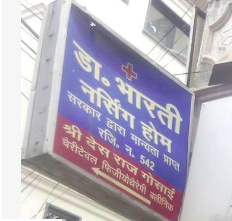 डा॰ भारती
नर्सिंग होम
सरकार द्वारा मान्यता प्राप्त
रजि. न. 542
श्री देस राज गोसाई
चैरीटेबल फिजीयोथेरेपी क्लीनिक